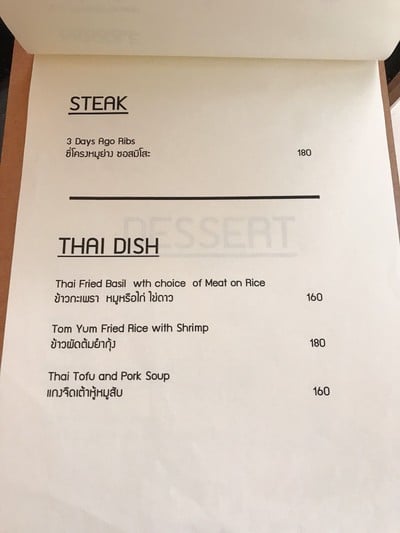 STEAK
3 Days Ago Ribs
ซี่โครงหมูย่าง ซอสมิโสะ 180
DESSERT
THAI DISH
Thai Fried Basil wth choice of Meat on Rice
ข้าวกะเพรา หมูหรือไก่ ไข่ดาว 160
Tom Yum Fried Rice with Shrimp
ข้าวผัดต้มยำกุ้ง 180
Thai Tofu and Pork Soup
แกงจืดเต้าหู้หมูสับ 160